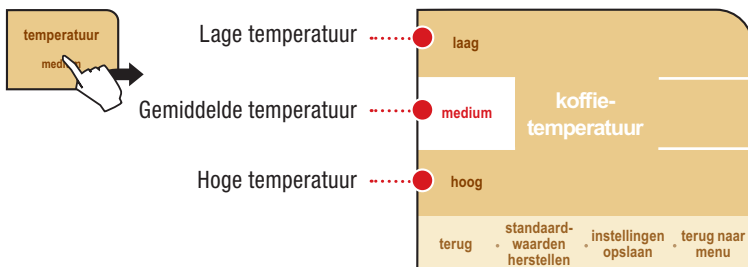 temperatuur
medium
Lage temperatuur
Gemiddelde temperatuur
Hoge temperatuur
laag
medium
hoog
koffie-
temperatuur
terug
standaard-
waarden
herstellen
instellingen
opslaan
terug naar
menu